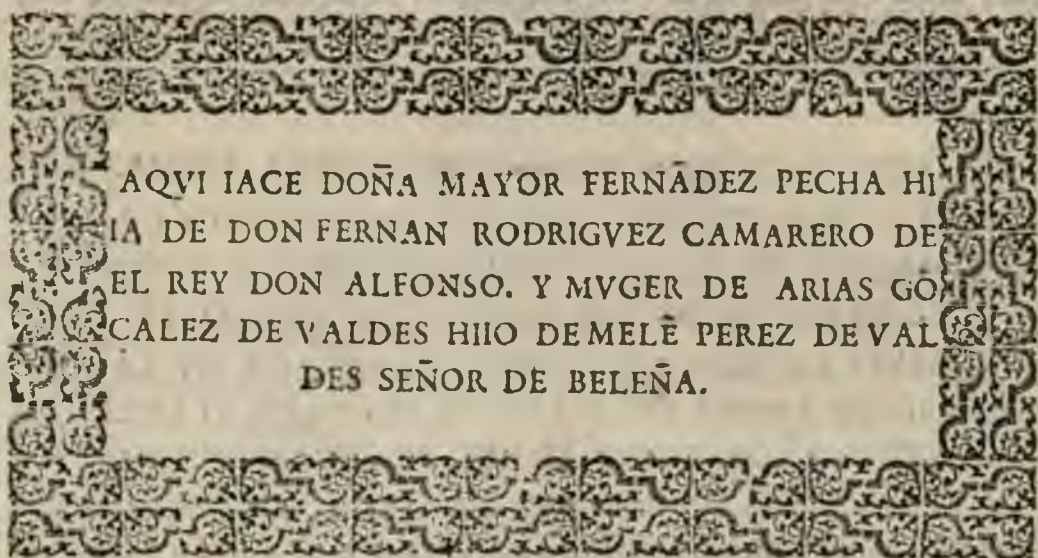 AQVI IACE DOÑA MAYOR FERNÃDEZ PECHA HI
IA DE DON FERNAN RODRIGVEZ CAMARERO DE
EL REY DON ALFONSO. Y MVGER DE ARIAS GÕ
CALEZ DE VALDES HIIO DE MELẼ PEREZ DE VAL
DES SEÑOR DE BELEÑA.